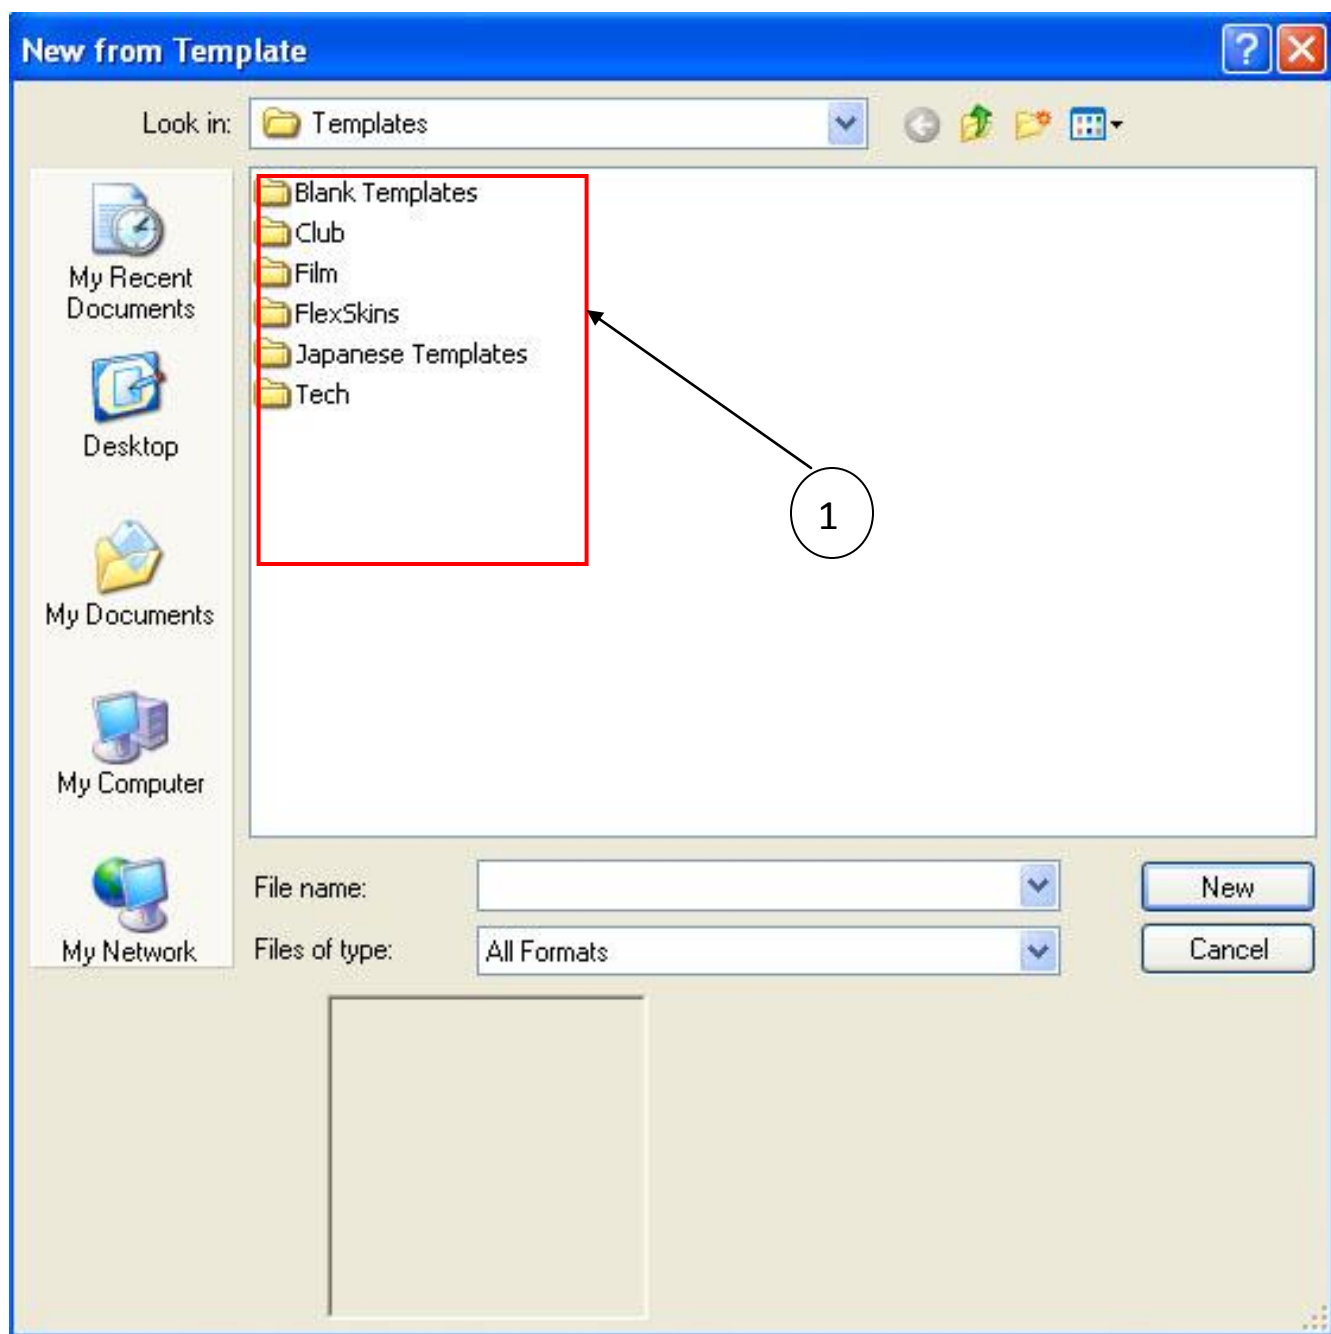 New from Template
Look in: Templates
My Recent
Documents
Desktop
My Documents
My Computer
My Network
Blank Templates
Club
Film
FlexSkins
Japanese Templates
Tech
1
File name:
New
Files of type: All Formats
Cancel